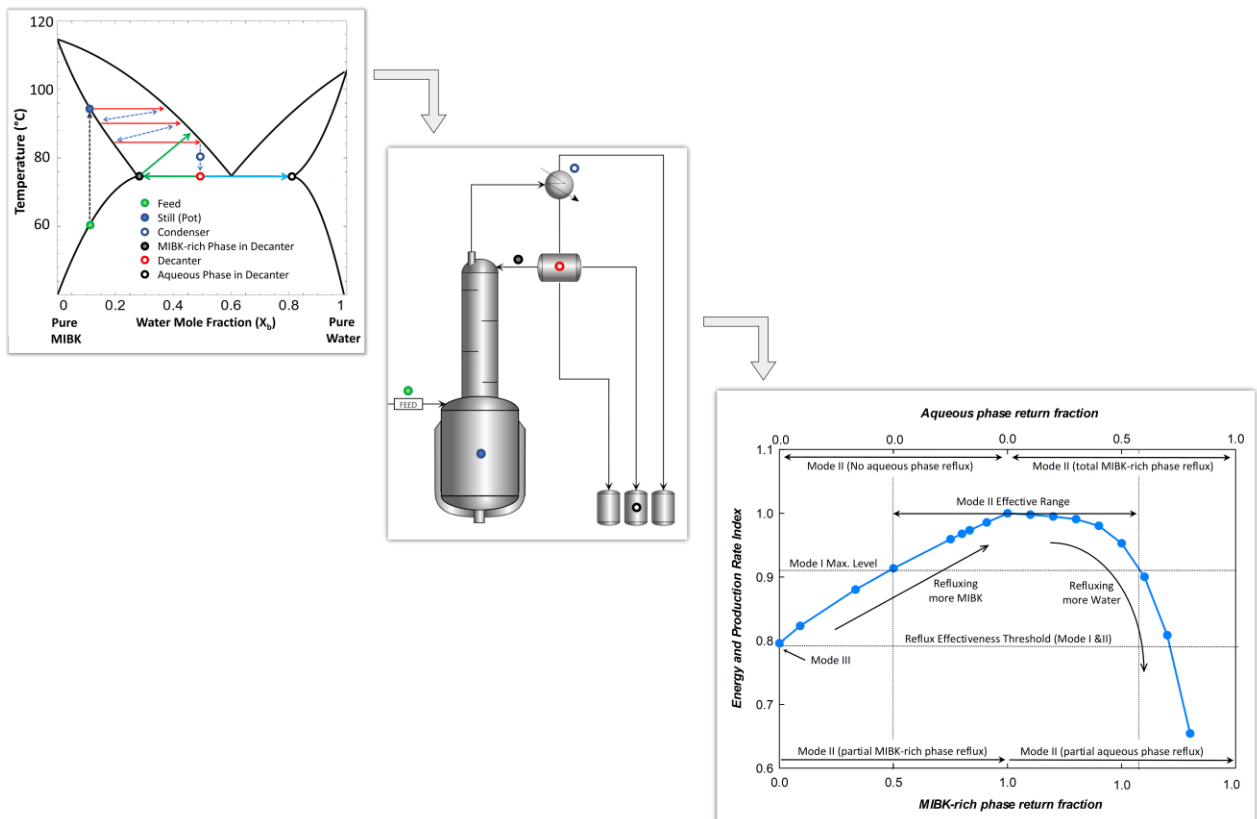 120
100
80
60
Temperature (°C)
Feed
Still (Pot)
Condenser
MIBK-rich Phase in Decanter
Decanter
Aqueous Phase in Decanter
0 0.2 0.4 0.6 0.8 1
Pure MIBK
Water Mole Fraction (Xb)
Pure Water
FEED
Aqueous phase return fraction
0.0 0.0 0.0 0.5 1.0
1.1
1.0
0.9
0.8
0.7
0.6
Energy and Production Rate Index
Mode II (No aqueous phase reflux)
Mode II (total MIBK-rich phase reflux)
Mode II Effective Range
Mode I Max. Level
Refluxing
more MIBK
Refluxing
more Water
Reflux Effectiveness Threshold (Mode I &II)
Mode III
Mode II (partial MIBK-rich phase reflux)
Mode II (partial aqueous phase reflux)
0.0 0.5 1.0 1.0 1.0
MIBK-rich phase return fraction